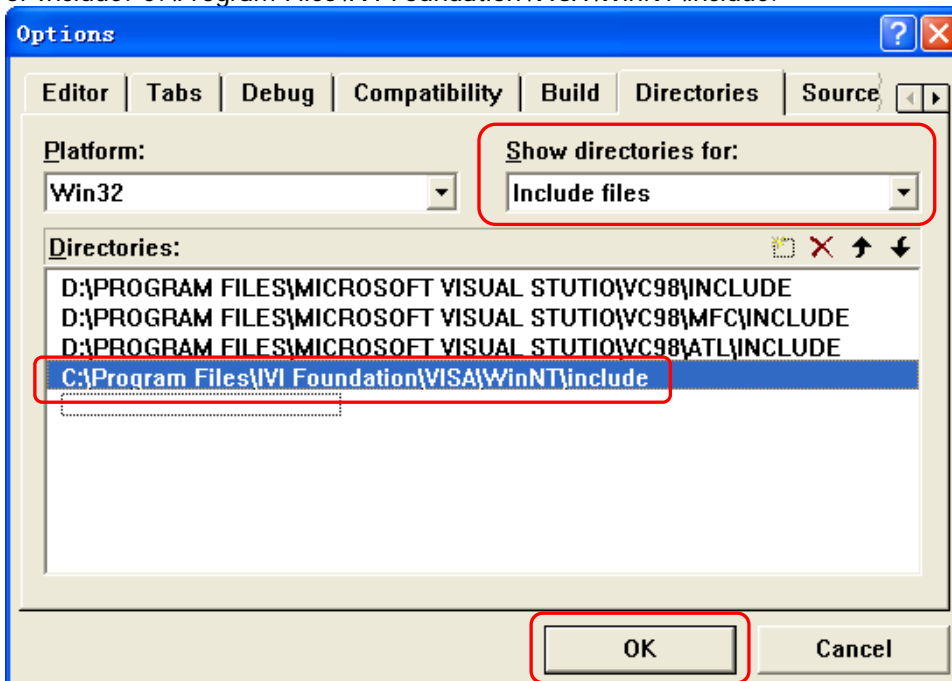 Options
Editor Tabs Debug Compatibility Build Directories Source
Platform: Show directories for:
Win32 Include files
Directories:
D:\PROGRAM FILES\MICROSOFT VISUAL STUTIO\VC98\INCLUDE
D:\PROGRAM FILES\MICROSOFT VISUAL STUTIO\VC98\MFC\INCLUDE
D:\PROGRAM FILES\MICROSOFT VISUAL STUTIO\VC98\ATL\INCLUDE
C:\Program Files\IVI Foundation\VISA\WinNT\include
OK Cancel